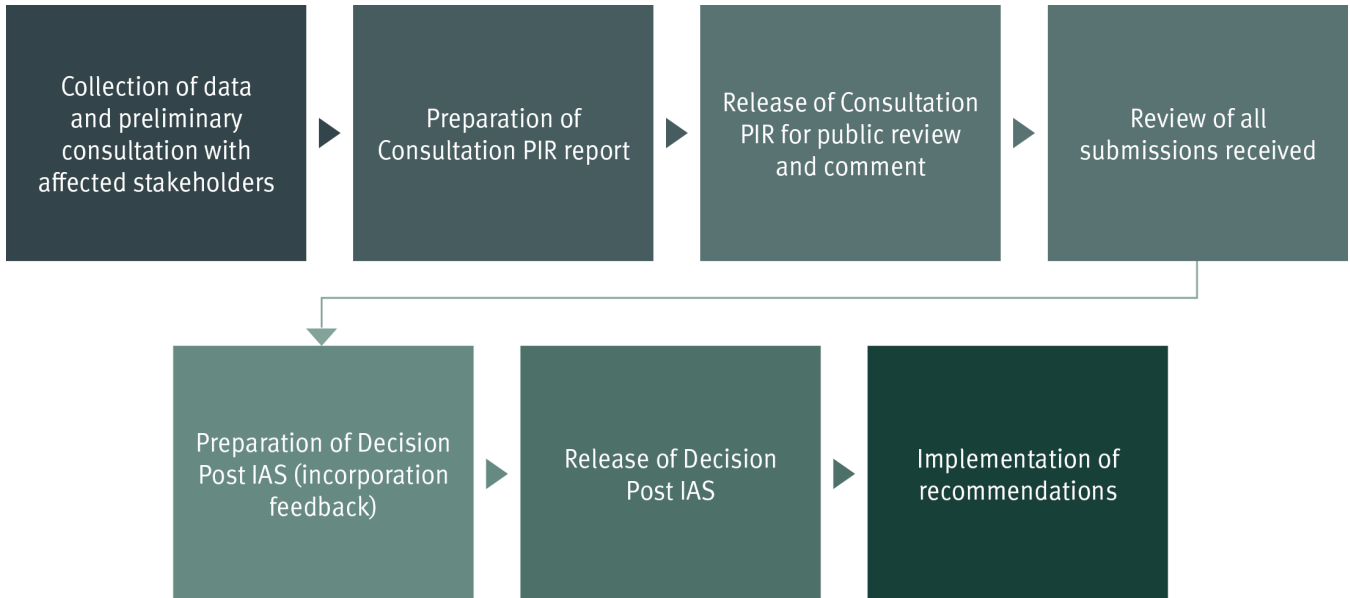 Collection of data
and preliminary
consultation with
affected stakeholders
Preparation of
Consultation PIR report
Release of Consultation
PIR for public review
and comment
Review of all
submissions received
Preparation of Decision
Post IAS (incorporation
feedback)
Release of Decision
Post IAS
Implementation of
recommendations